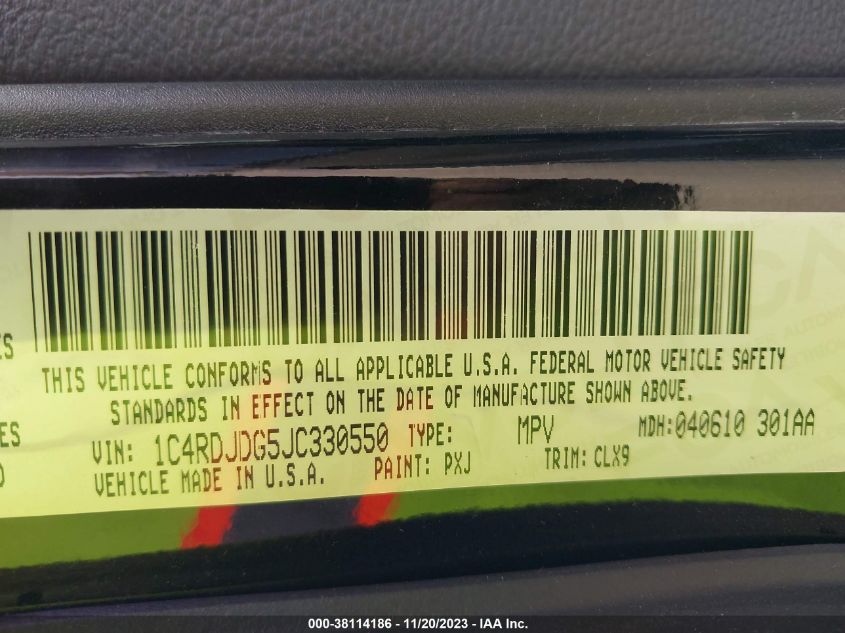 ES
THIS VEHICLE CONFORMS TO ALL APPLICABLE U.S.A. FEDERAL MOTOR VEHICLE SAFETY
STANDARDS IN EFFECT ON THE DATE OF MANUFACTURE SHOWN ABOVE.
ES
VIN: 1C4RDJDG5JC330550 TYPE: MPV MDH:040610 301AA
VEHICLE MADE IN U.S.A. PAINT: PXJ TRIM: CLX9
000-38114186 - 11/20/2023 - IAA Inc.